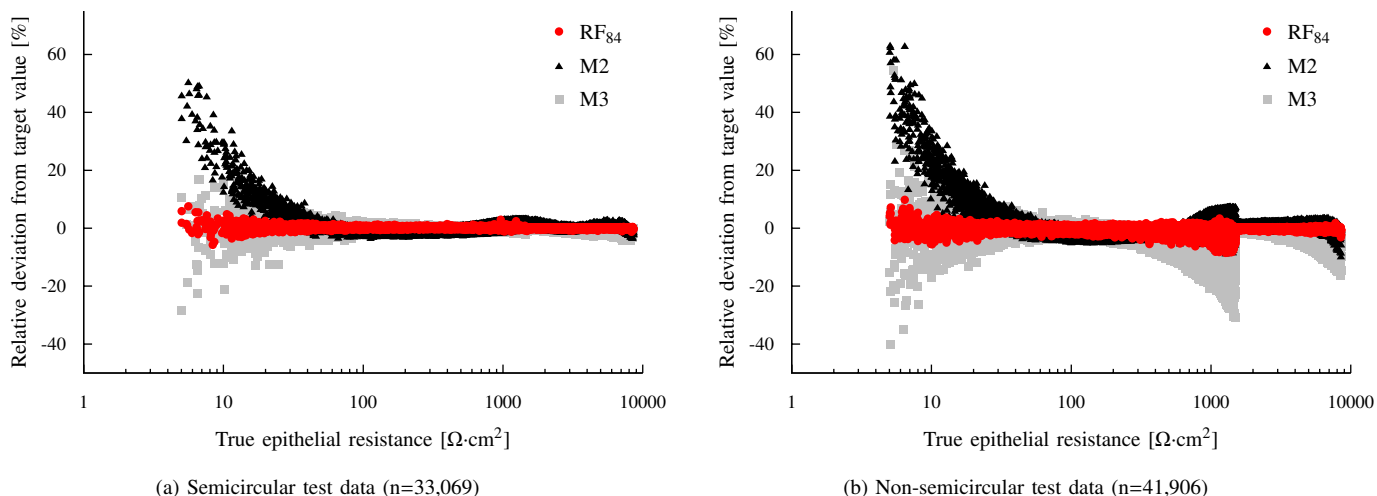 Relative deviation from target value [%]
60
40
20
0
-20
-40
RF84
M2
M3
1 10 100 1000 10000
True epithelial resistance [Ω·cm²]
(a) Semicircular test data (n=33,069)
Relative deviation from target value [%]
60
40
20
0
-20
-40
RF84
M2
M3
1 10 100 1000 10000
True epithelial resistance [Ω·cm²]
(b) Non-semicircular test data (n=41,906)